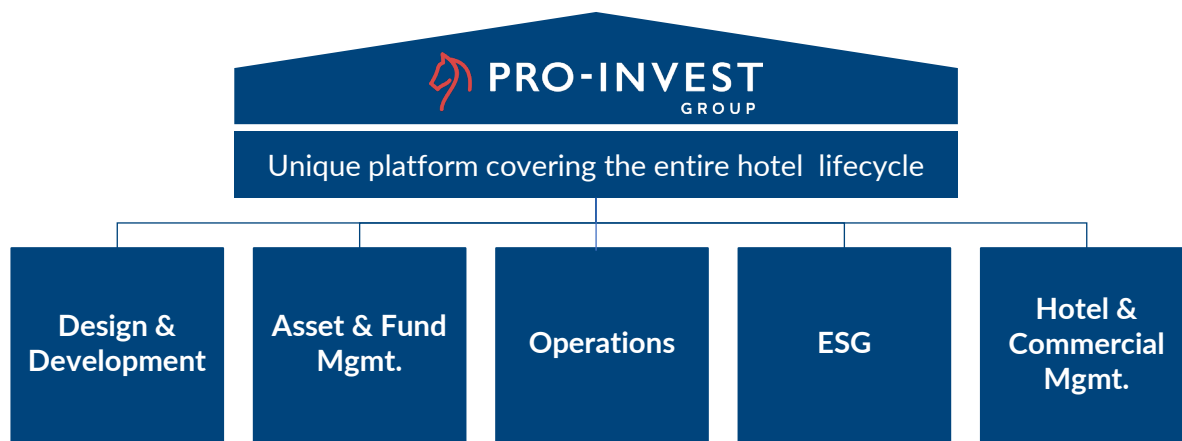 PRO-INVEST
GROUP
Unique platform covering the entire hotel lifecycle
Design &
Development
Asset & Fund
Mgmt.
Operations
ESG
Hotel &
Commercial
Mgmt.